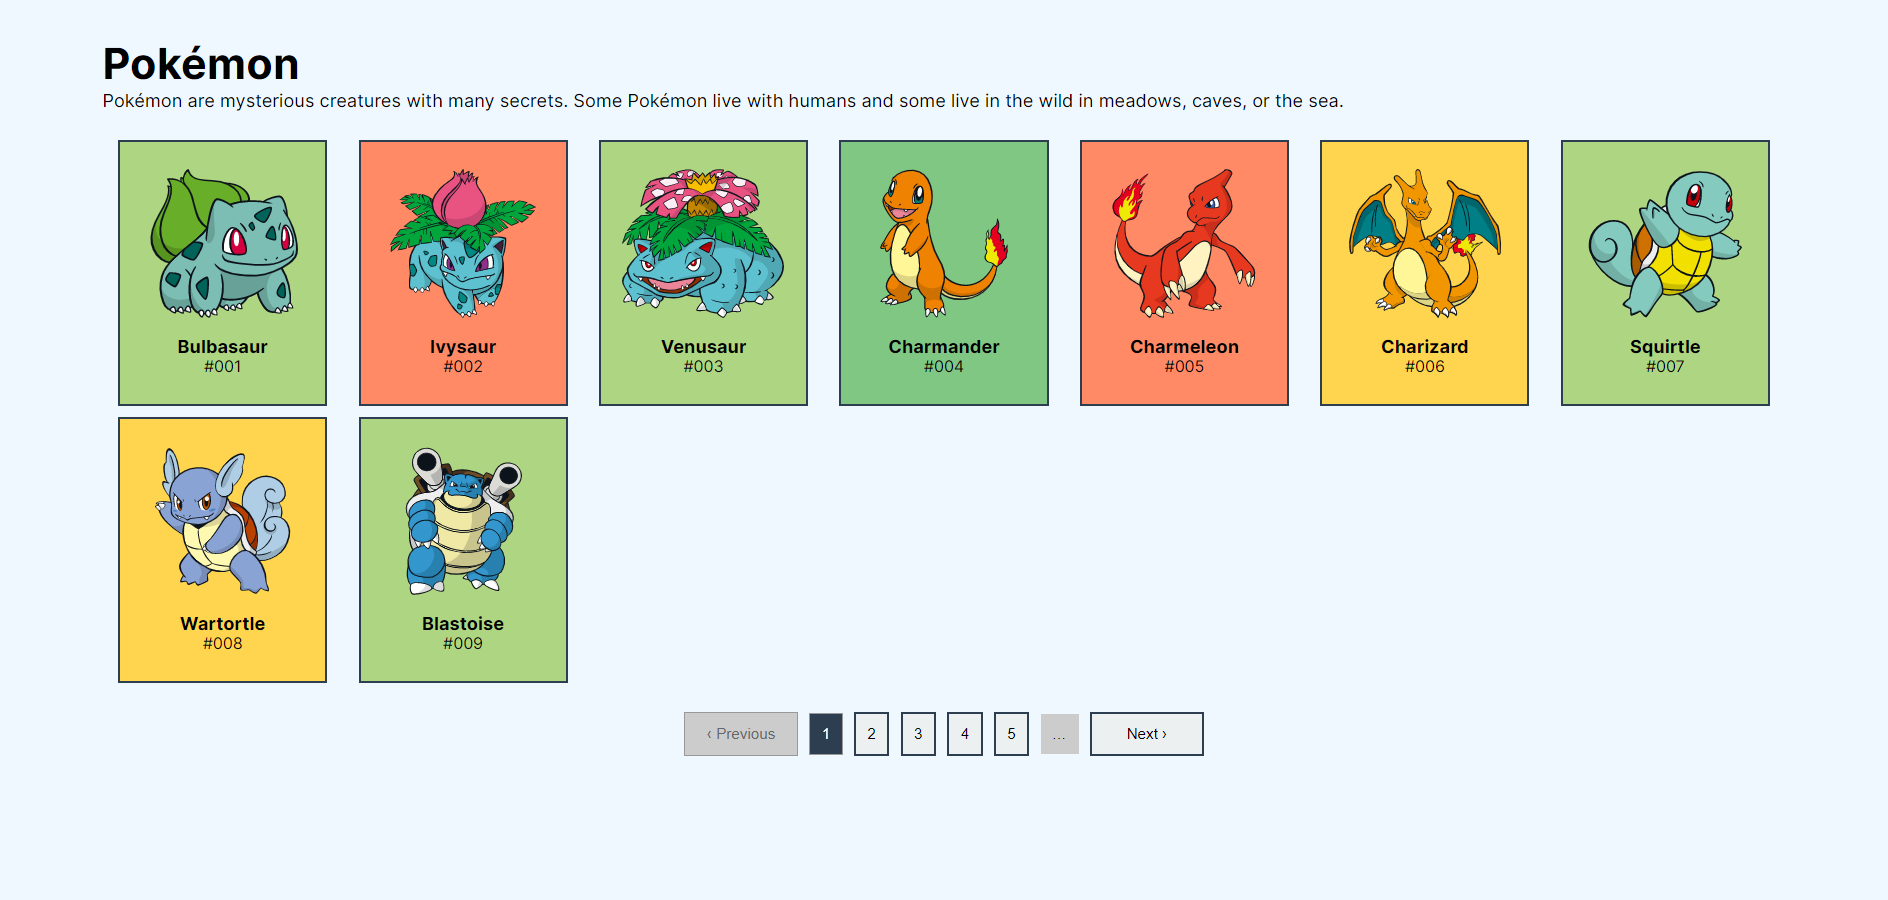 Pokémon
Pokémon are mysterious creatures with many secrets. Some Pokémon live with humans and some live in the wild in meadows, caves, or the sea.
Bulbasaur
#001
Ivysaur
#002
Venusaur
#003
Charmander
#004
Charmeleon
#005
Charizard
#006
Squirtle
#007
Wartortle
#008
Blastoise
#009
‹ Previous 1 2 3 4 5 ... Next ›